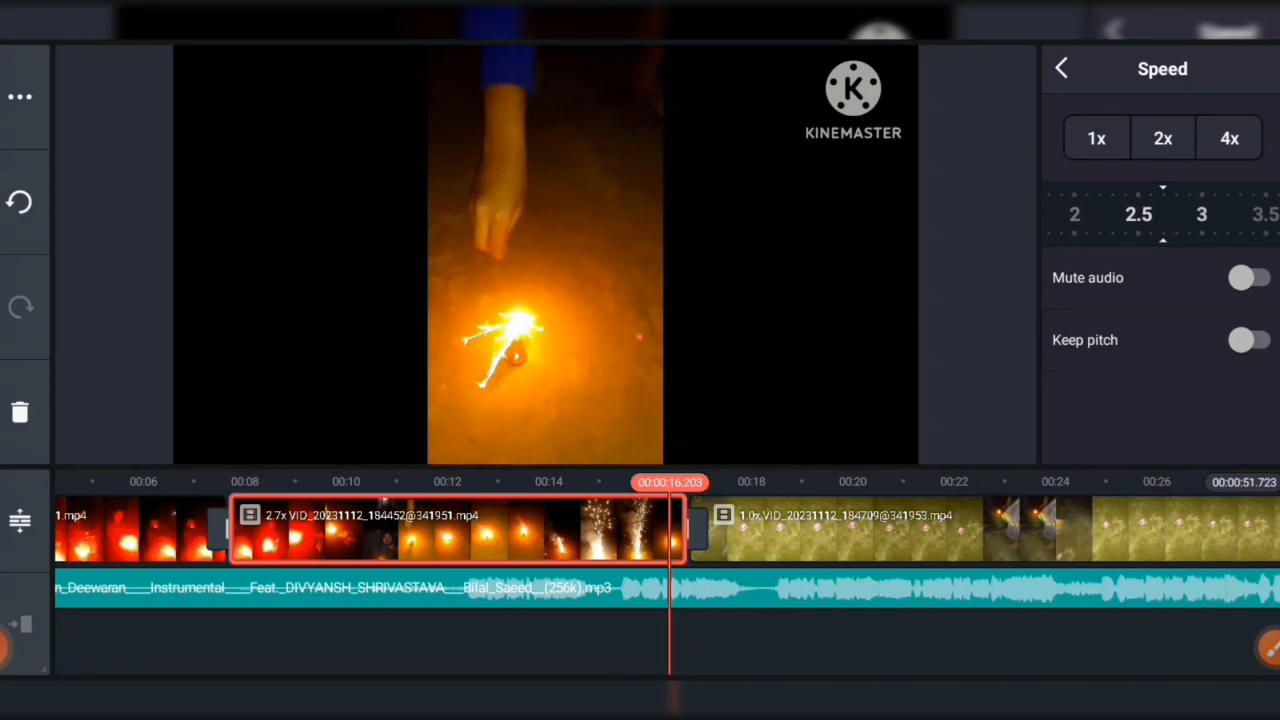 Speed
K
KINEMASTER
1x 2x 4x
2 2.5 3 3.5
Mute audio
Keep pitch
00:06 00:08 00:10 00:12 00:14 00:00:16.203 00:18 00:20 00:22 00:24 00:26 00:00:51.723
1.mp4
2.7x VID_20231112_184452@341951.mp4
1.0x VID_20231112_184709@341953.mp4
n_Deewaran___Instrumental___Feat._DIVYANSH_SHRIVASTAVA__Bilal_Saeed_(256k).mp3